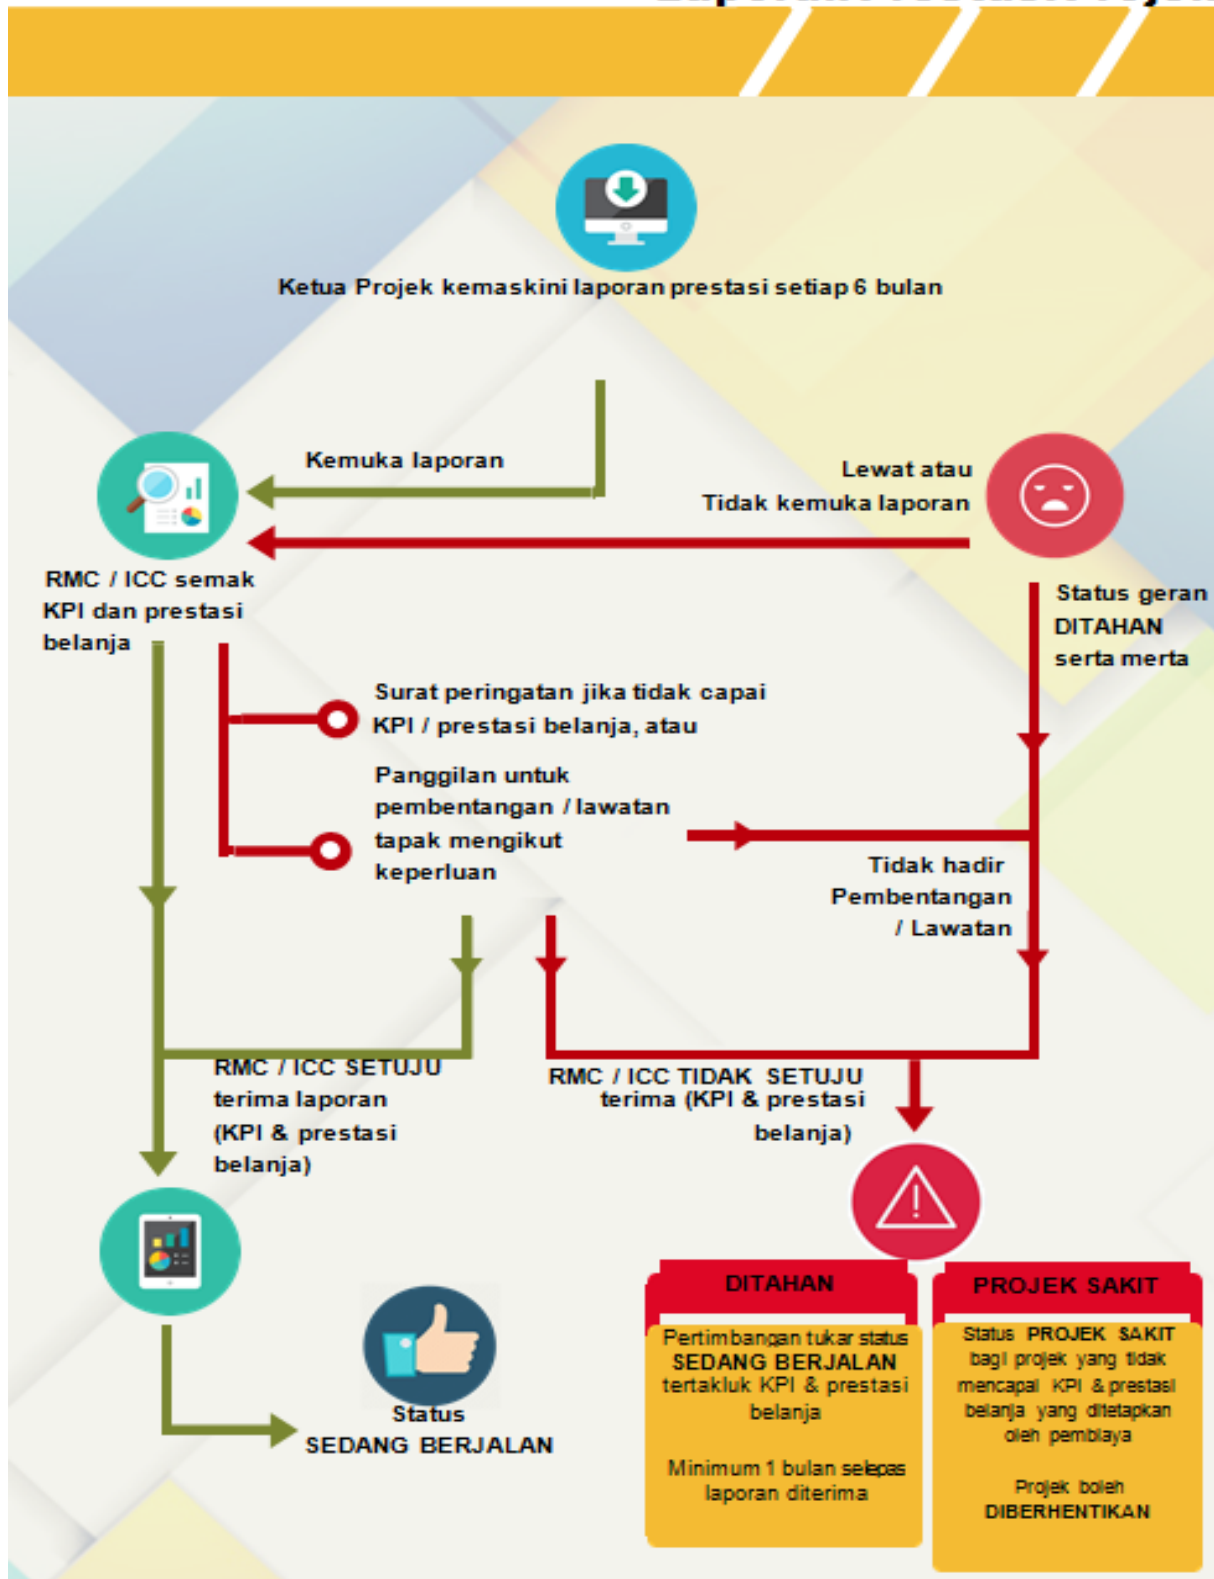 Ketua Projek kemaskini laporan prestasi setiap 6 bulan
Kemuka laporan
Lewat atau
Tidak kemuka laporan
RMC / ICC semak
KPI dan prestasi
belanja
Status geran
DITAHAN
serta merta
Surat peringatan jika tidak capai
KPI / prestasi belanja, atau
Panggilan untuk
pembentangan / lawatan
tapak mengikut
keperluan
Tidak hadir
Pembentangan
/ Lawatan
RMC / ICC SETUJU
terima laporan
(KPI & prestasi
belanja)
RMC / ICC TIDAK SETUJU
terima (KPI & prestasi
belanja)
Status
SEDANG BERJALAN
DITAHAN
Pertimbangan tukar status
SEDANG BERJALAN
tertakluk KPI & prestasi
belanja
Minimum 1 bulan selepas
laporan diterima
PROJEK SAKIT
Status PROJEK SAKIT
bagi projek yang tidak
mencapai KPI & prestasi
belanja yang ditetapkan
oleh pembiaya
Projek boleh
DIBERHENTIKAN